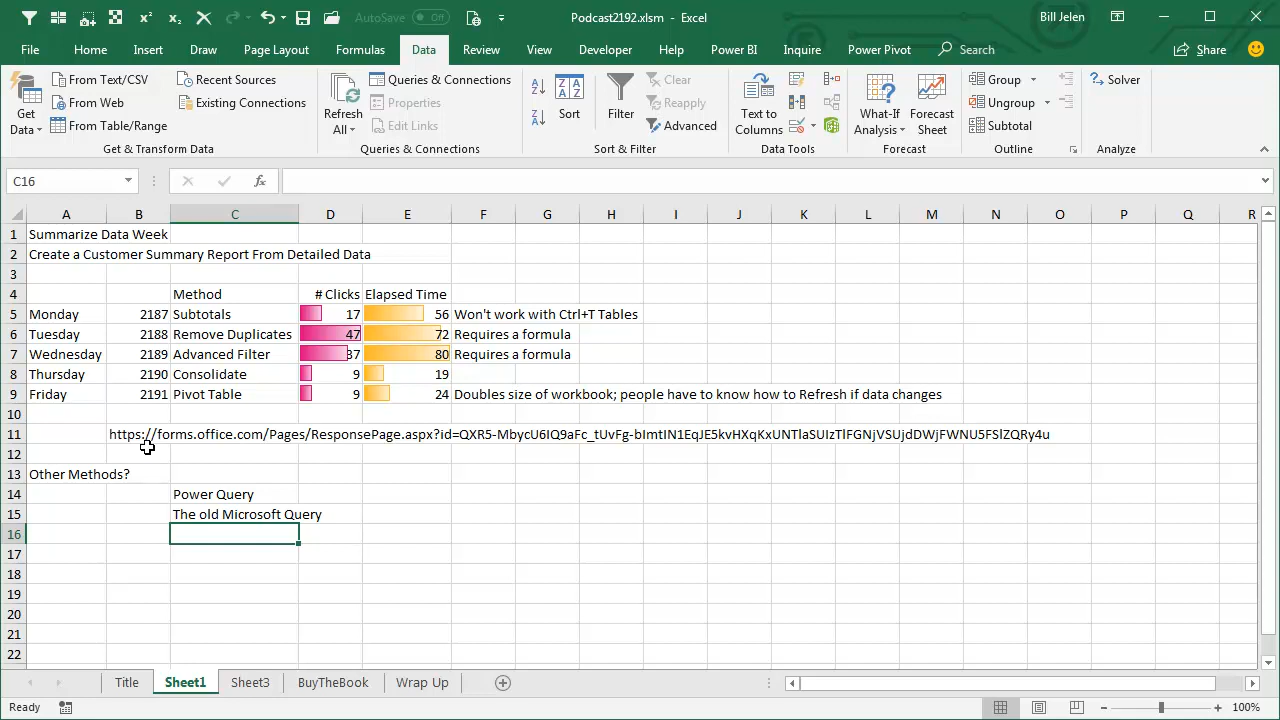 AutoSave Off Podcast2192.xlsm - Excel Bill Jelen
File Home Insert Draw Page Layout Formulas Data Review View Developer Help Power BI Inquire Power Pivot Search Share
Get Data From Text/CSV From Web From Table/Range Recent Sources Existing Connections
Get & Transform Data
Refresh All Queries & Connections Properties Edit Links
Queries & Connections
Sort Filter Clear Reapply Advanced
Sort & Filter
Text to Columns
Data Tools
What-If Analysis Forecast Sheet
Forecast
Group Ungroup Subtotal
Outline
Solver
Analyze
C16 fx
A B C D E F G H I J K L M N O P Q R
1 Summarize Data Week
2 Create a Customer Summary Report From Detailed Data
3
4 Method # Clicks Elapsed Time
5 Monday 2187 Subtotals 17 56 Won't work with Ctrl+T Tables
6 Tuesday 2188 Remove Duplicates 47 72 Requires a formula
7 Wednesday 2189 Advanced Filter 37 80 Requires a formula
8 Thursday 2190 Consolidate 9 19
9 Friday 2191 Pivot Table 9 24 Doubles size of workbook; people have to know how to Refresh if data changes
10
11 https://forms.office.com/Pages/ResponsePage.aspx?id=QXR5-MbycU6IQ9aFc_tUvFg-bImtIN1EqJE5kvHXqKxUNTlaSUIzTlFGNjVSUjdDWjFWNU5FSlZQRy4u
12
13 Other Methods?
14 Power Query
15 The old Microsoft Query
16
17
18
19
20
21
22
Title Sheet1 Sheet3 BuyTheBook Wrap Up
Ready 100%